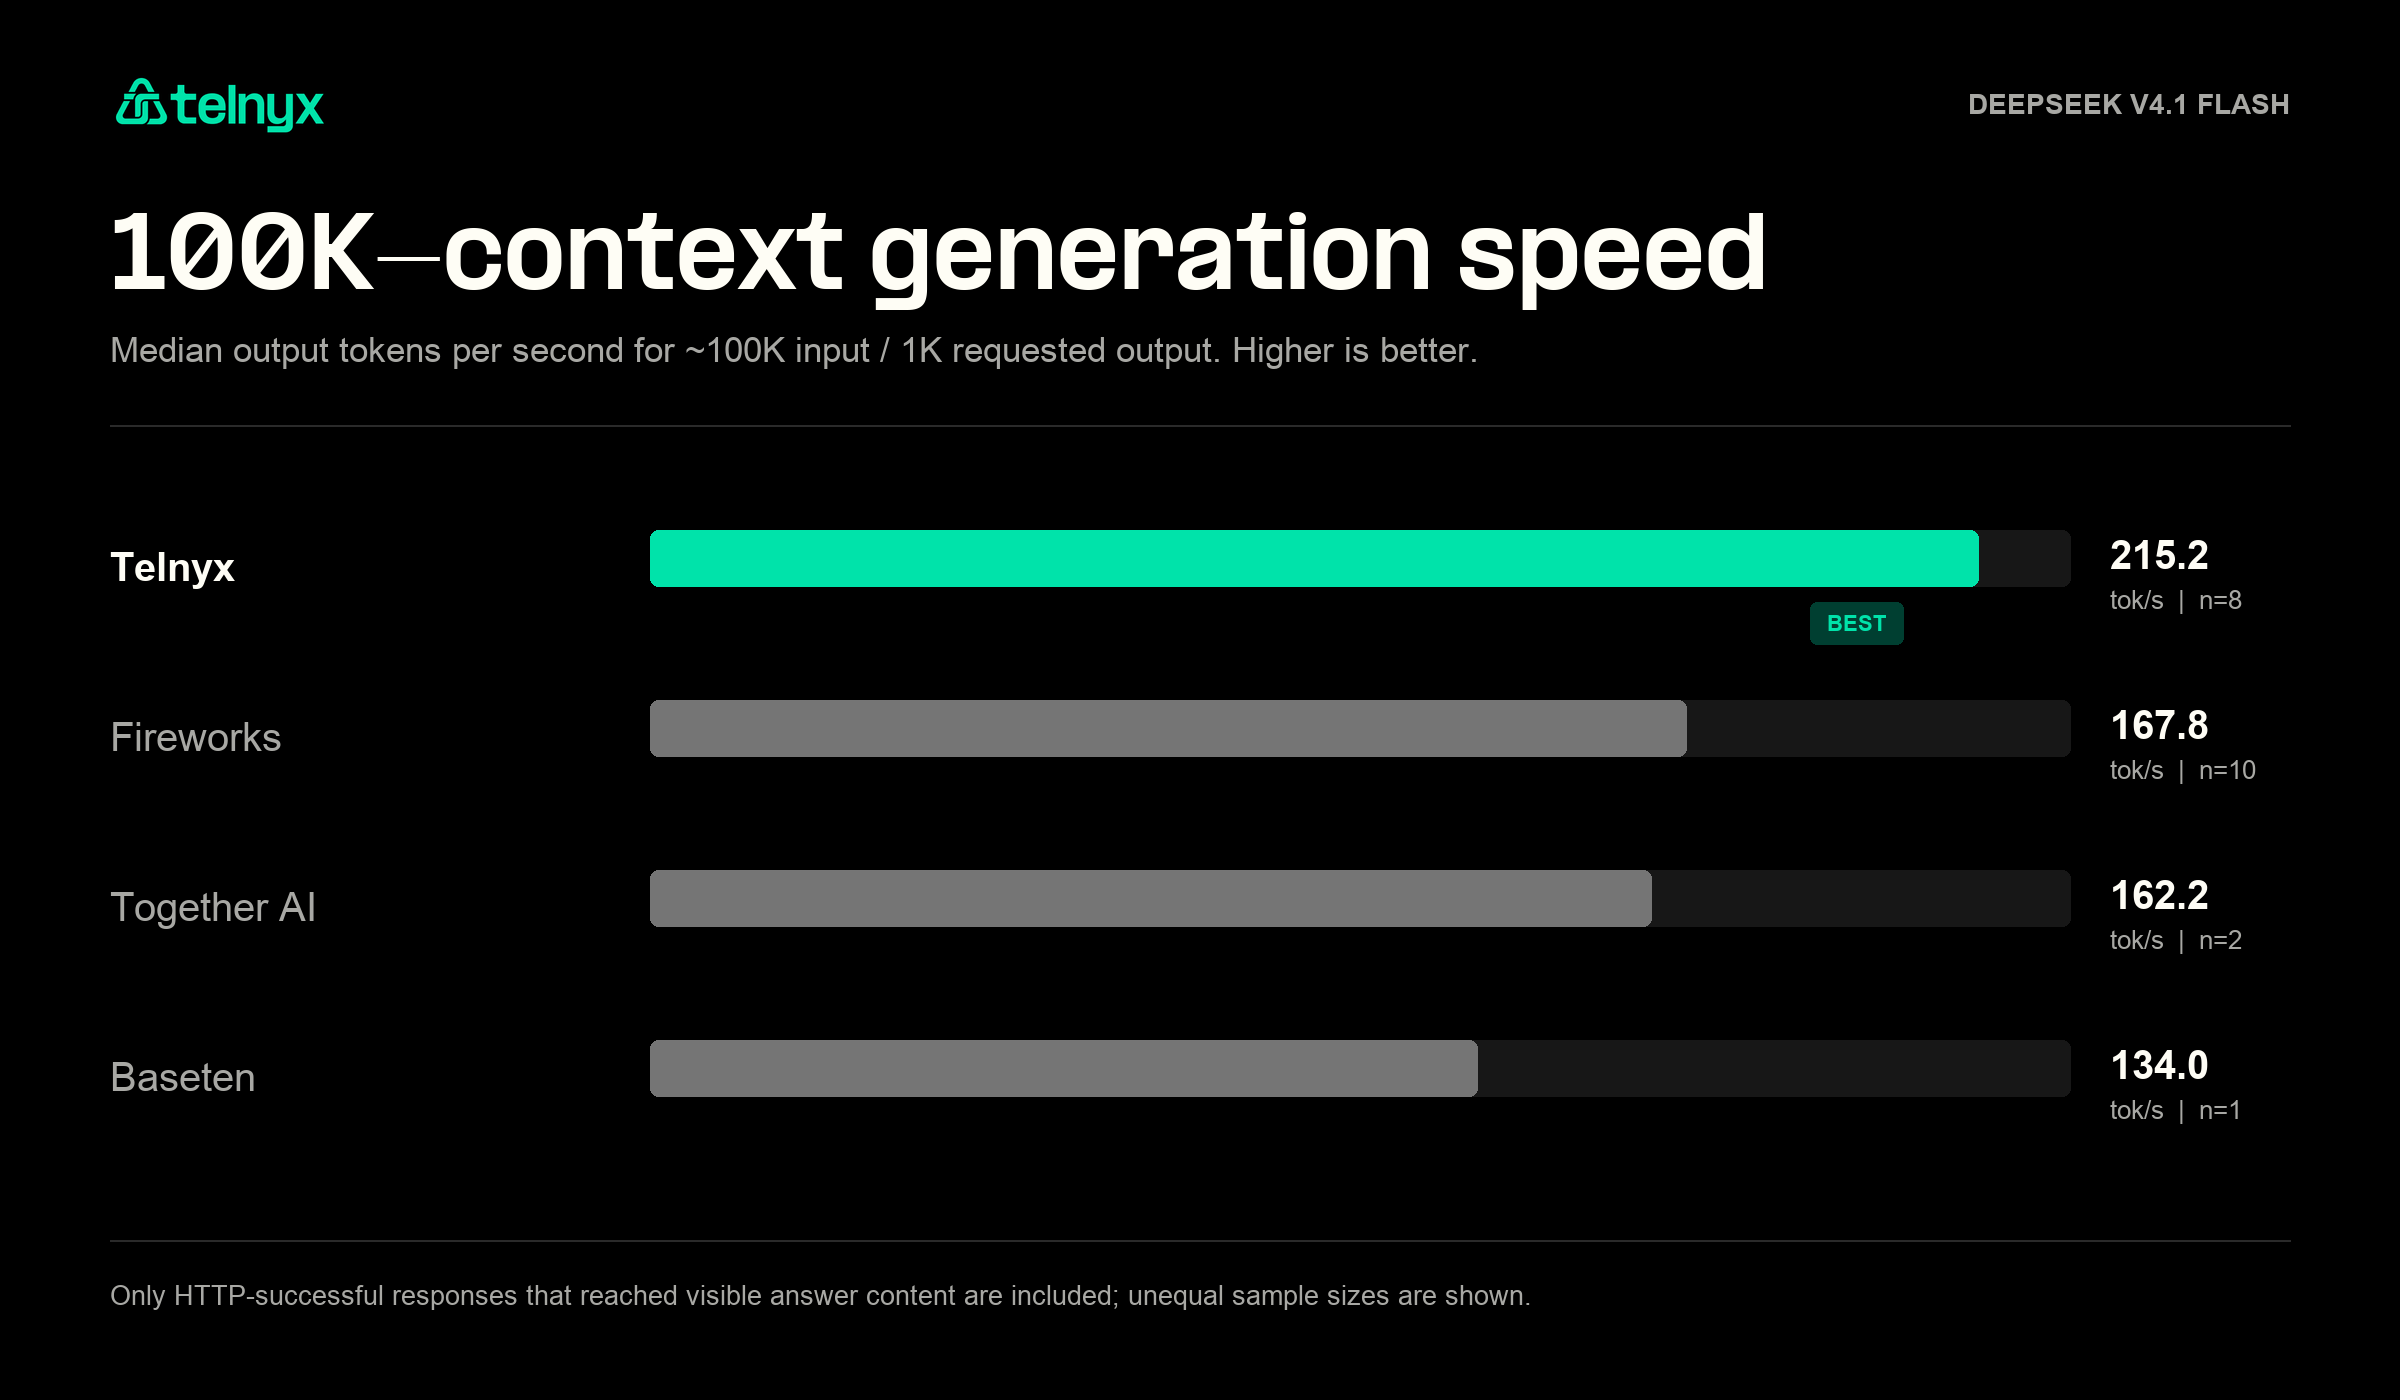 telnyx
DEEPSEEK V4.1 FLASH
100K—context generation speed
Median output tokens per second for ~100K input / 1K requested output. Higher is better.
Telnyx
215.2
tok/s | n=8
BEST
Fireworks
167.8
tok/s | n=10
Together AI
162.2
tok/s | n=2
Baseten
134.0
tok/s | n=1
Only HTTP-successful responses that reached visible answer content are included; unequal sample sizes are shown.